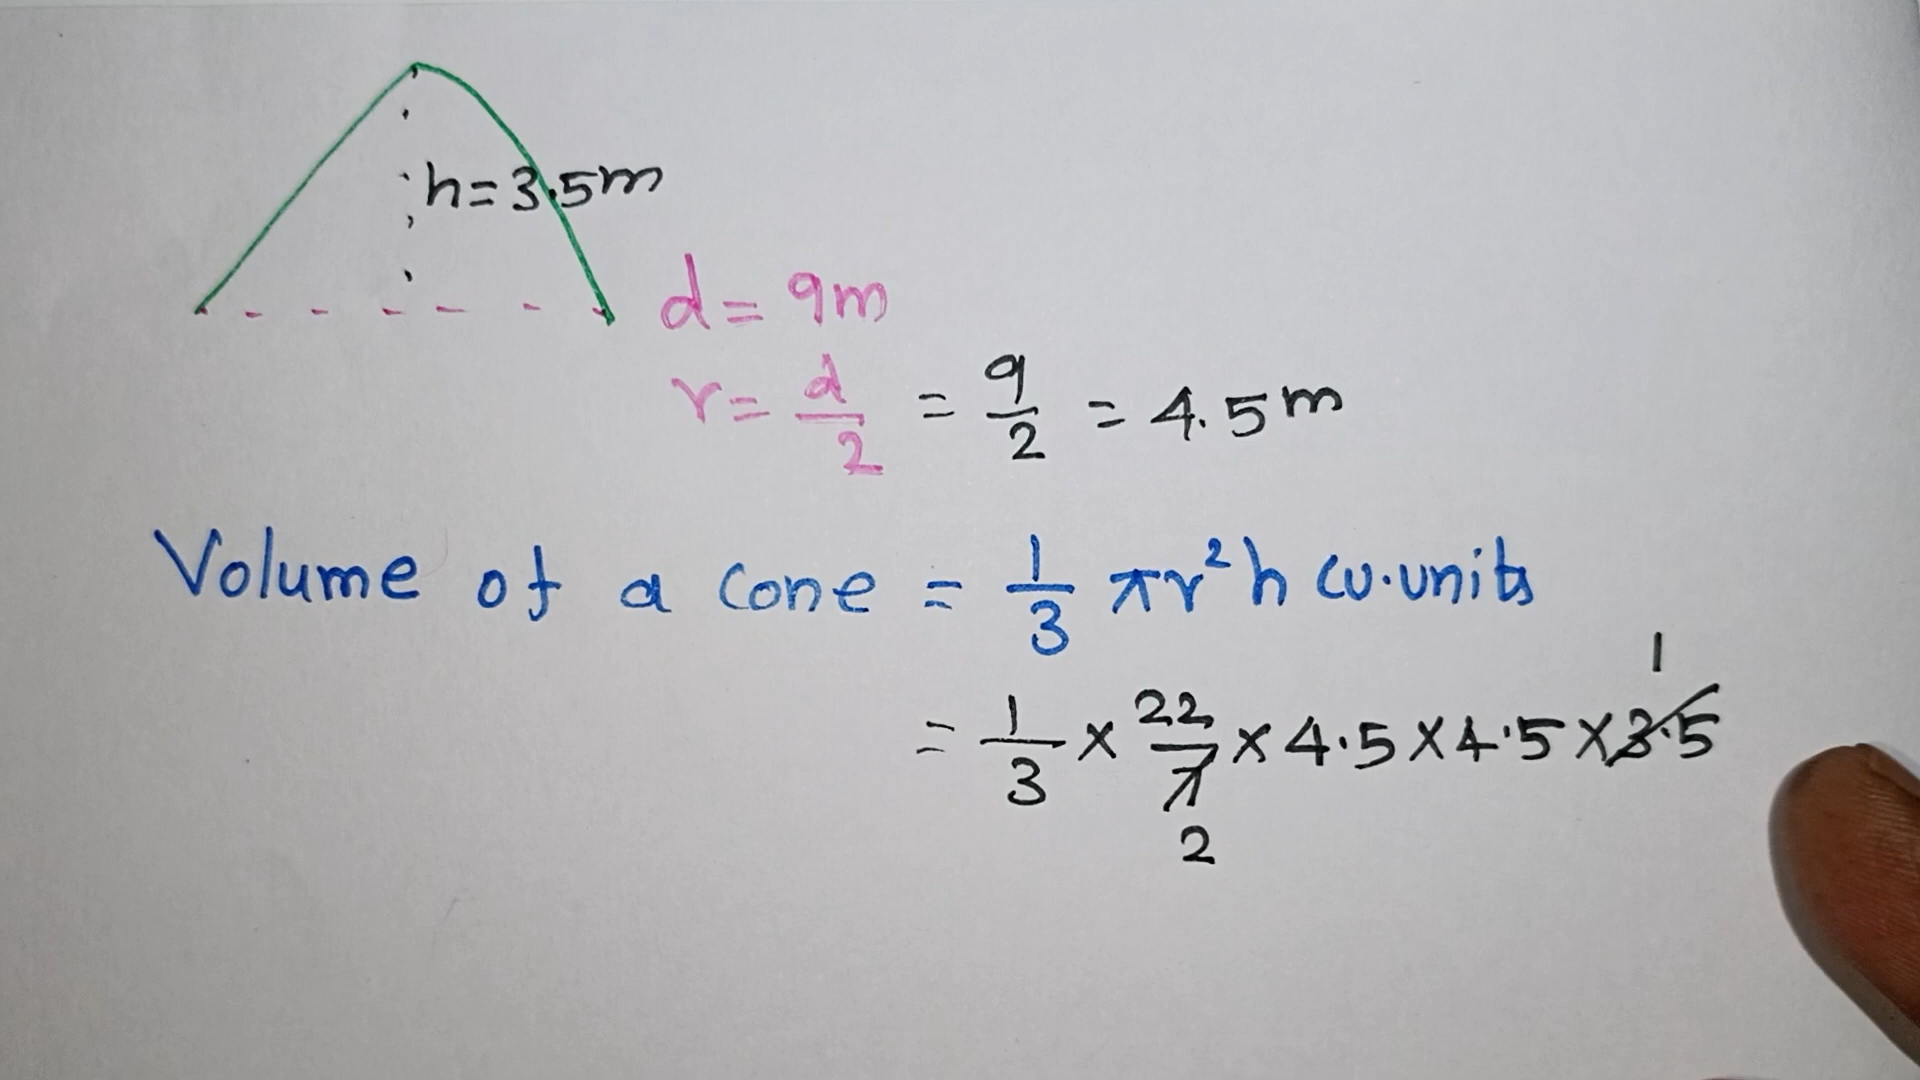 h=3.5m
d= 9m
r= d/2 = 9/2 = 4.5m
Volume of a cone = 1/3 πr²h cu.units
1
= 1/3 × 22/7 × 4.5 × 4.5 × 3.5
2